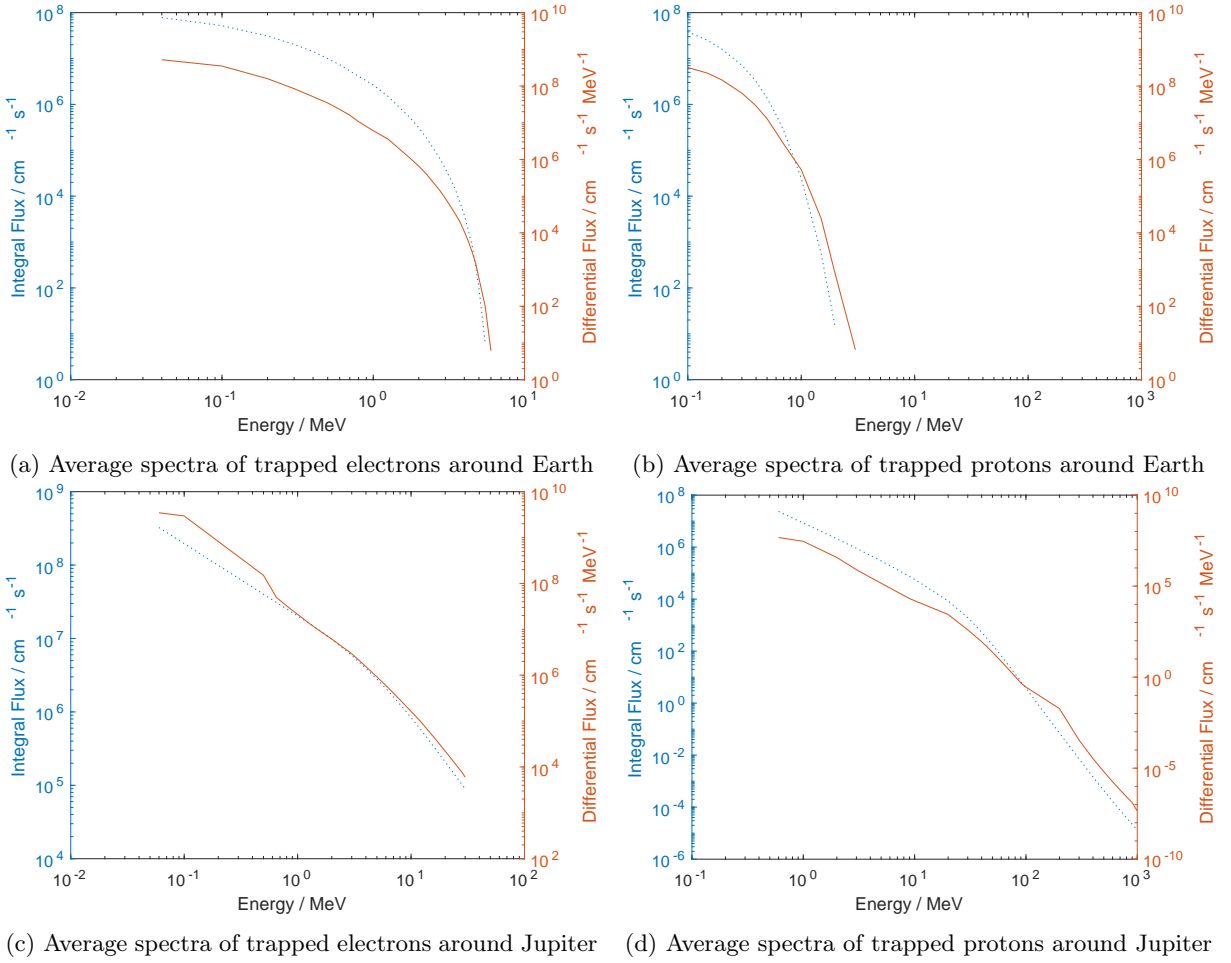 10^8
10^6
10^4
10^2
10^0
Integral Flux / cm^-1 s^-1
10^10
10^8
10^6
10^4
10^2
10^0
Differential Flux / cm^-1 s^-1 MeV^-1
10^-2 10^-1 10^0 10^1
Energy / MeV
(a) Average spectra of trapped electrons around Earth
10^8
10^6
10^4
10^2
10^0
Integral Flux / cm^-1 s^-1
10^10
10^8
10^6
10^4
10^2
10^0
Differential Flux / cm^-1 s^-1 MeV^-1
10^-1 10^0 10^1 10^2 10^3
Energy / MeV
(b) Average spectra of trapped protons around Earth
10^9
10^8
10^7
10^6
10^5
10^4
Integral Flux / cm^-1 s^-1
10^10
10^8
10^6
10^4
10^2
Differential Flux / cm^-1 s^-1 MeV^-1
10^-2 10^-1 10^0 10^1 10^2
Energy / MeV
(c) Average spectra of trapped electrons around Jupiter
10^8
10^6
10^4
10^2
10^0
10^-2
10^-4
10^-6
Integral Flux / cm^-1 s^-1
10^10
10^5
10^0
10^-5
10^-10
Differential Flux / cm^-1 s^-1 MeV^-1
10^-1 10^0 10^1 10^2 10^3
Energy / MeV
(d) Average spectra of trapped protons around Jupiter